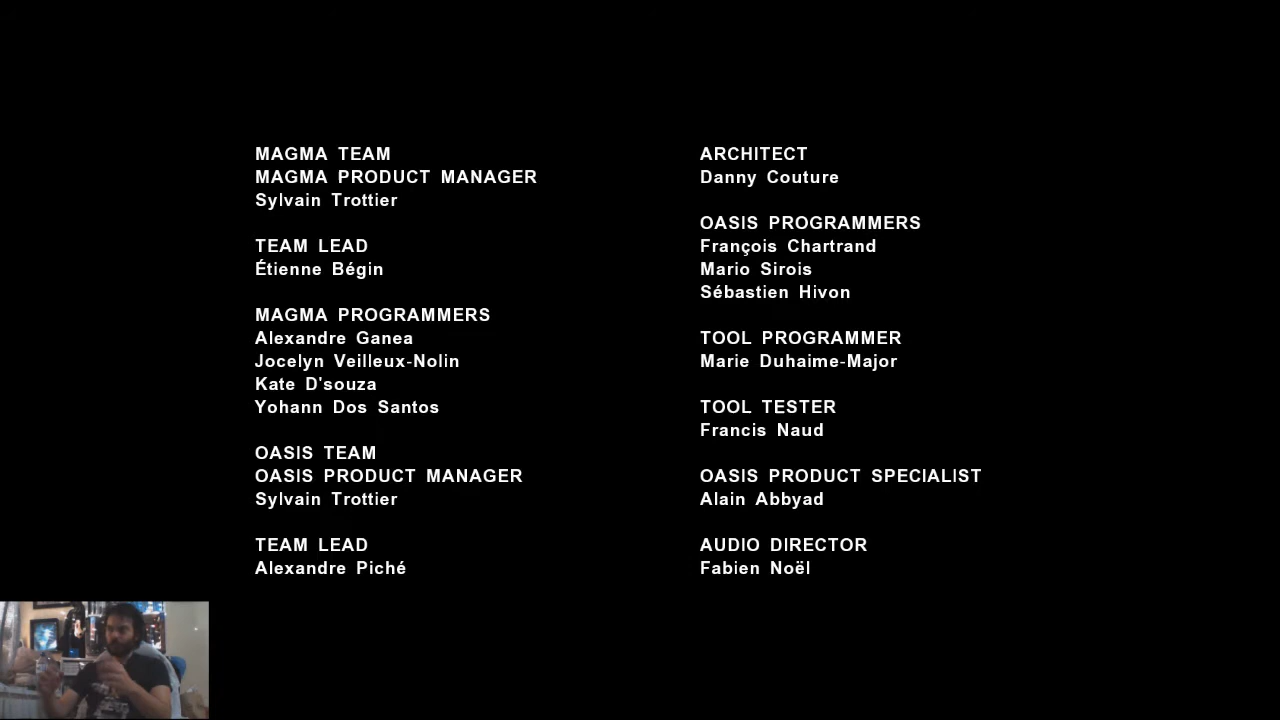 MAGMA TEAM
MAGMA PRODUCT MANAGER
Sylvain Trottier
TEAM LEAD
Étienne Bégin
MAGMA PROGRAMMERS
Alexandre Ganea
Jocelyn Veilleux-Nolin
Kate D'souza
Yohann Dos Santos
OASIS TEAM
OASIS PRODUCT MANAGER
Sylvain Trottier
TEAM LEAD
Alexandre Piché
ARCHITECT
Danny Couture
OASIS PROGRAMMERS
François Chartrand
Mario Sirois
Sébastien Hivon
TOOL PROGRAMMER
Marie Duhaime-Major
TOOL TESTER
Francis Naud
OASIS PRODUCT SPECIALIST
Alain Abbyad
AUDIO DIRECTOR
Fabien Noël